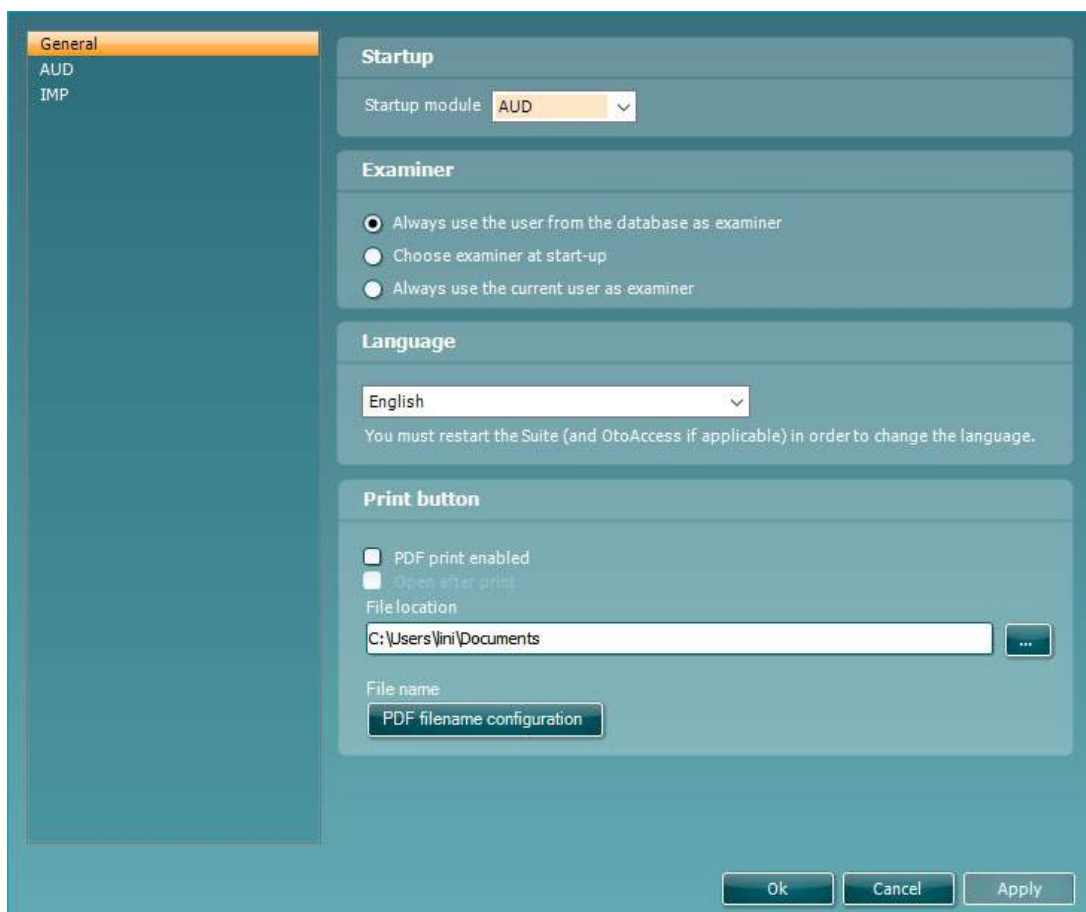 General
AUD
IMP
Startup
Startup module AUD
Examiner
Always use the user from the database as examiner
Choose examiner at start-up
Always use the current user as examiner
Language
English
You must restart the Suite (and OtoAccess if applicable) in order to change the language.
Print button
PDF print enabled
Open after print
File location
C:\Users\lini\Documents
...
File name
PDF filename configuration
Ok Cancel Apply